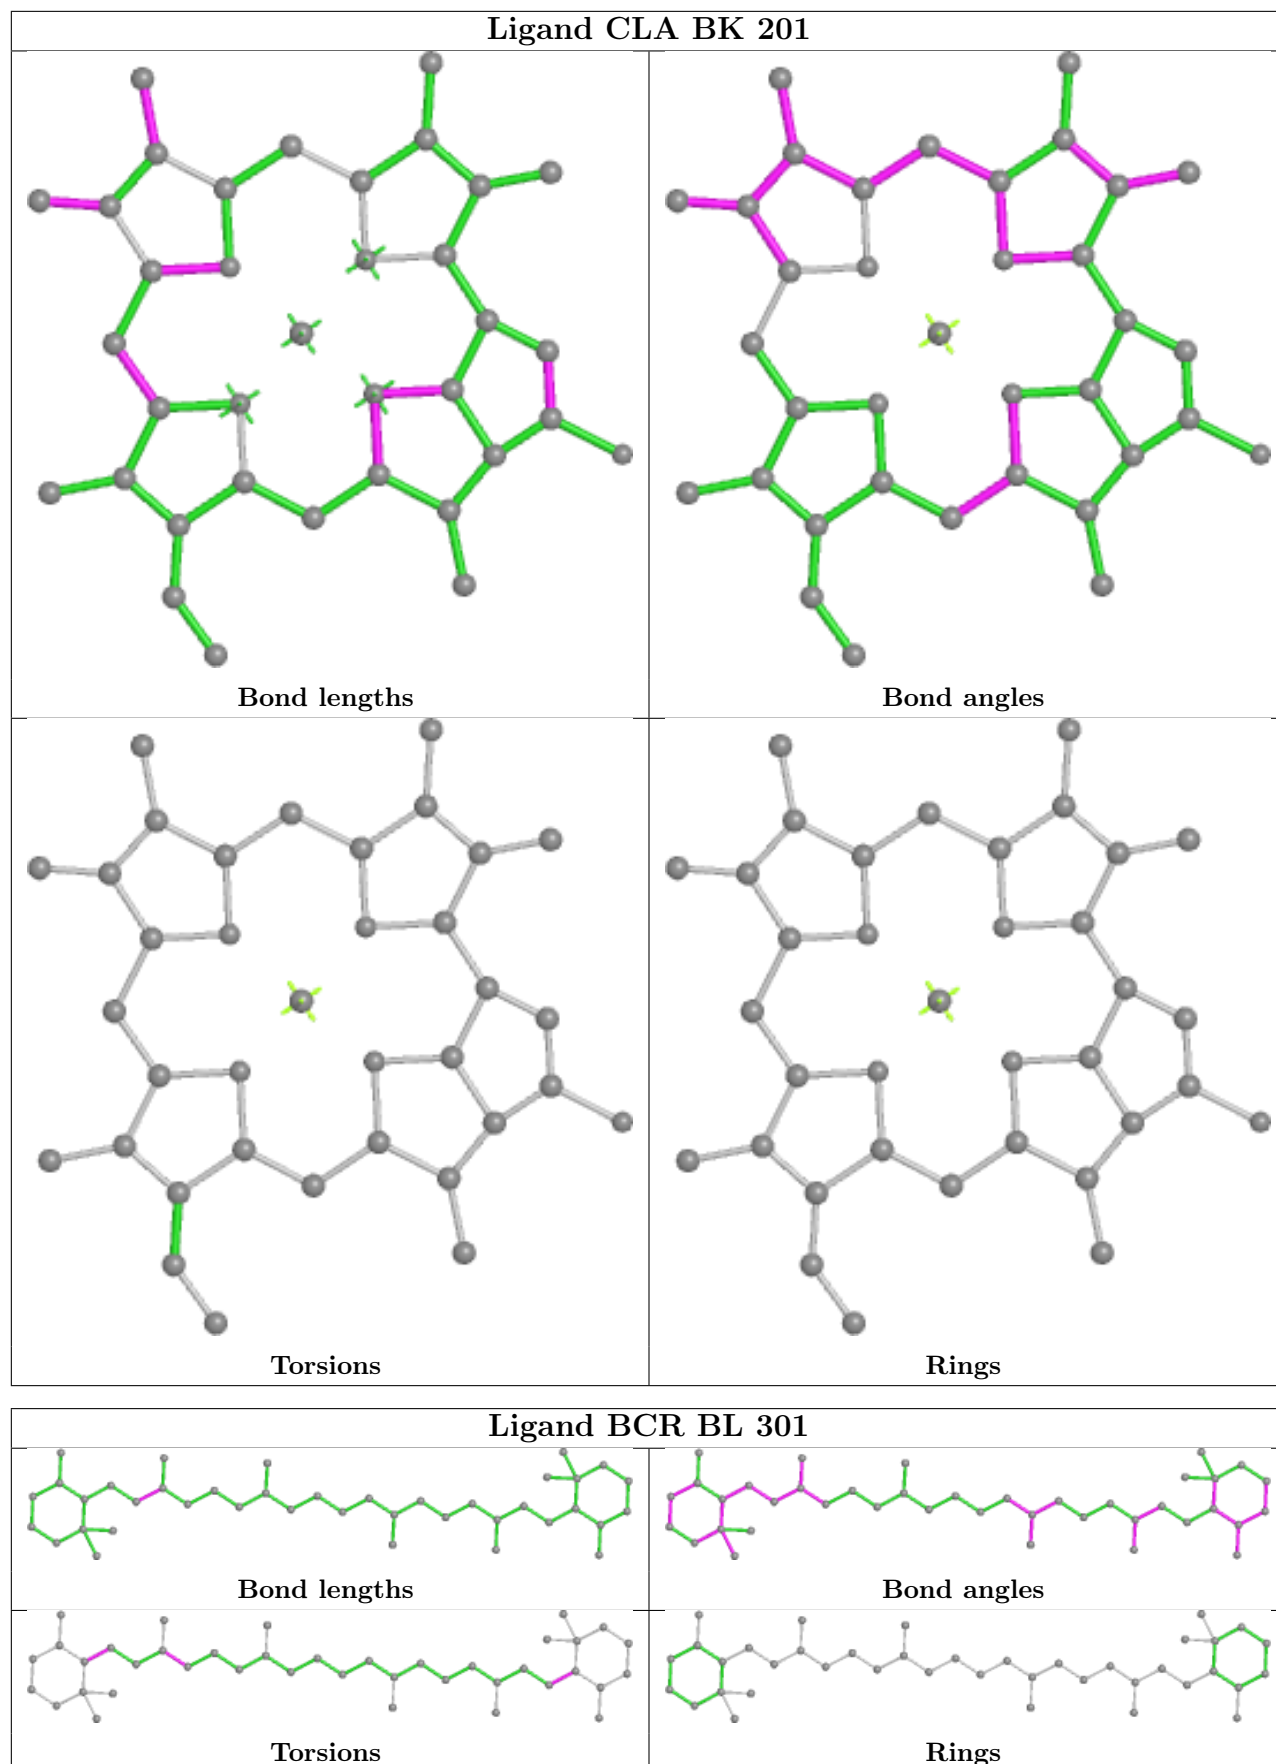 Ligand CLA BK 201
Bond lengths
Bond angles
Torsions
Rings
Ligand BCR BL 301
Bond lengths
Bond angles
Torsions
Rings